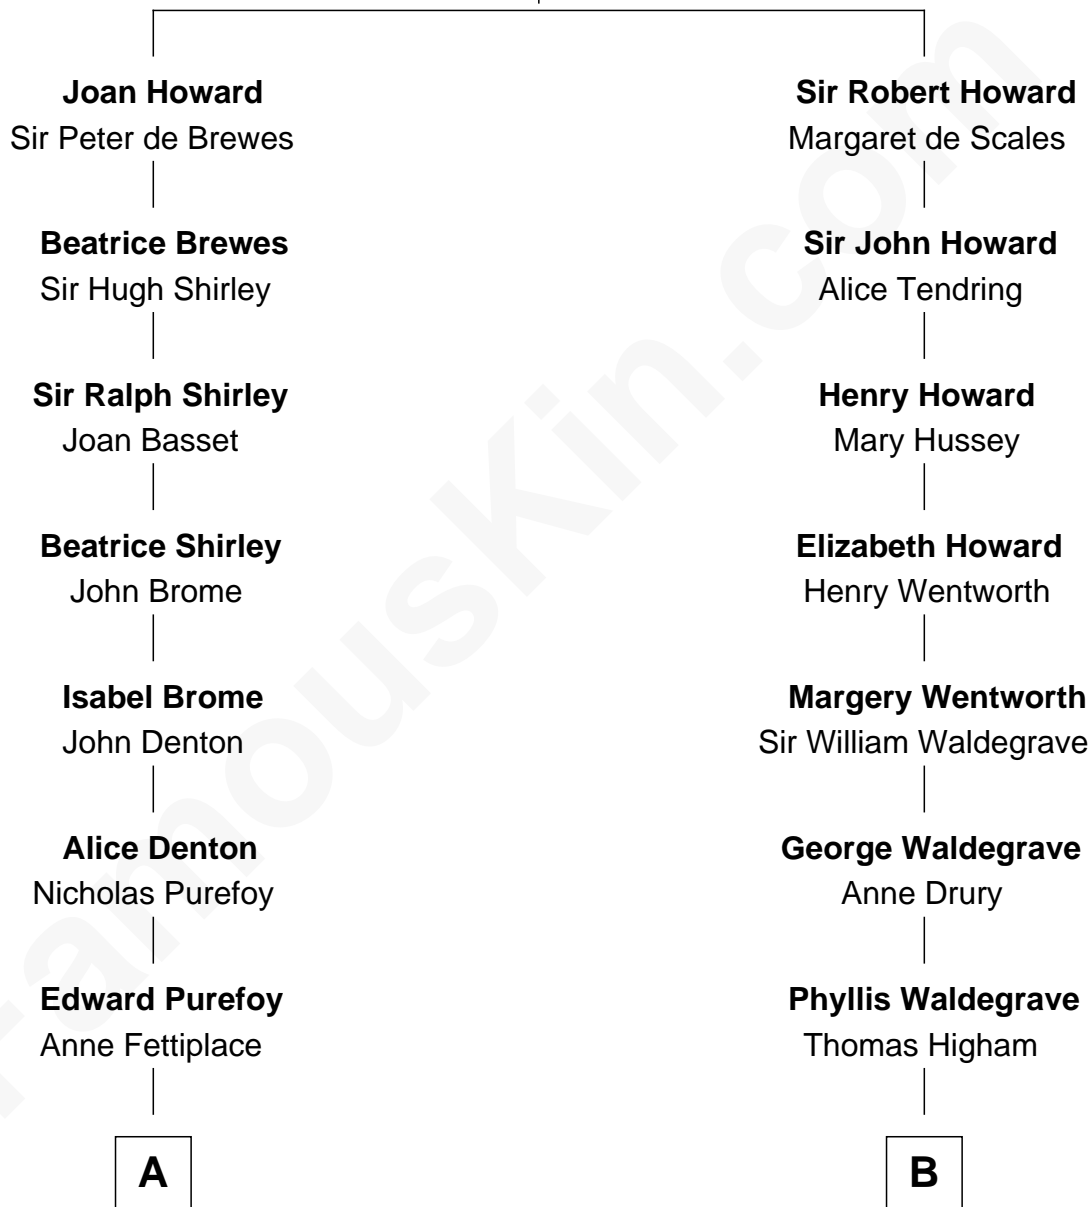 Joan Howard
Sir Peter de Brewes
Sir Robert Howard
Margaret de Scales
Beatrice Brewes
Sir Hugh Shirley
Sir John Howard
Alice Tendring
Sir Ralph Shirley
Joan Basset
Henry Howard
Mary Hussey
Beatrice Shirley
John Brome
Elizabeth Howard
Henry Wentworth
Isabel Brome
John Denton
Margery Wentworth
Sir William Waldegrave
Alice Denton
Nicholas Purefoy
George Waldegrave
Anne Drury
Edward Purefoy
Anne Fettiplace
Phyllis Waldegrave
Thomas Higham
A
B
FamousKin.com